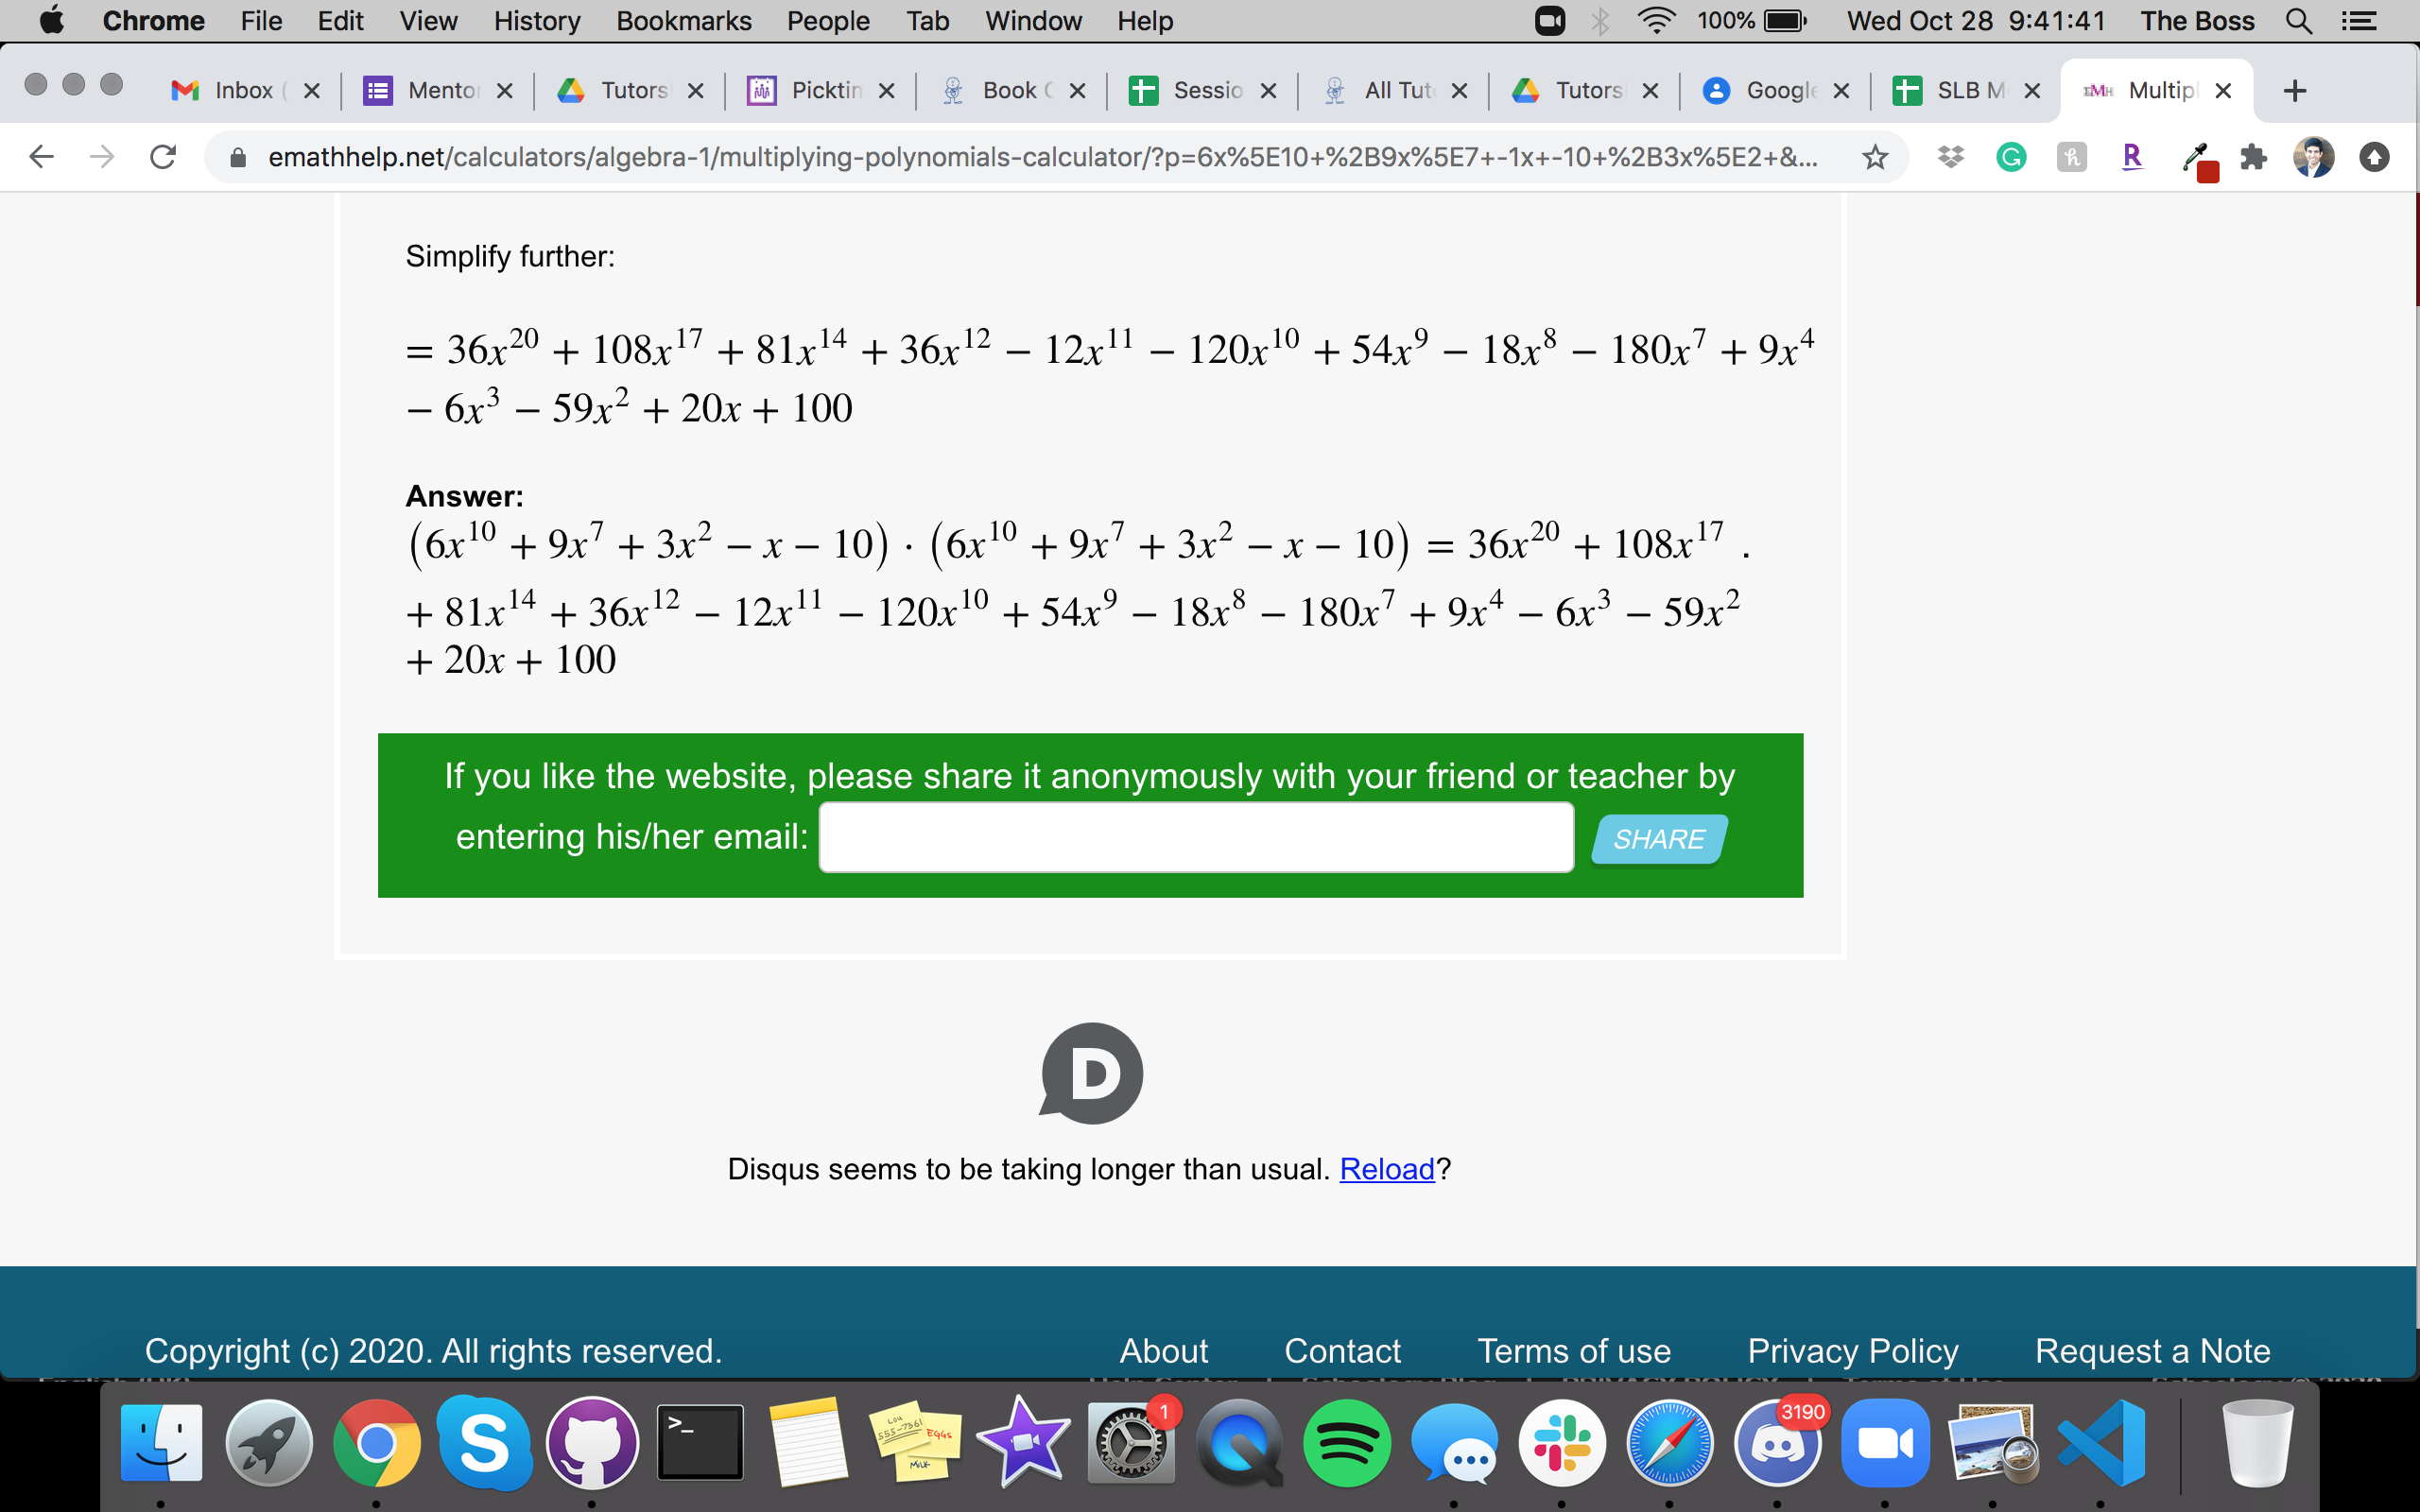 Chrome File Edit View History Bookmarks People Tab Window Help 100% Wed Oct 28 9:41:41 The Boss
Inbox ( Mentor Tutors Picktin Book C Sessio All Tut Tutors Google SLB M Multipl
emathhelp.net/calculators/algebra-1/multiplying-polynomials-calculator/?p=6x%5E10+%2B9x%5E7+-1x+-10+%2B3x%5E2+&...
Simplify further:
= 36x^20 + 108x^17 + 81x^14 + 36x^12 − 12x^11 − 120x^10 + 54x^9 − 18x^8 − 180x^7 + 9x^4
− 6x^3 − 59x^2 + 20x + 100
Answer:
(6x^10 + 9x^7 + 3x^2 − x − 10) · (6x^10 + 9x^7 + 3x^2 − x − 10) = 36x^20 + 108x^17 .
+ 81x^14 + 36x^12 − 12x^11 − 120x^10 + 54x^9 − 18x^8 − 180x^7 + 9x^4 − 6x^3 − 59x^2
+ 20x + 100
If you like the website, please share it anonymously with your friend or teacher by
entering his/her email: SHARE
D
Disqus seems to be taking longer than usual. Reload?
Copyright (c) 2020. All rights reserved. About Contact Terms of use Privacy Policy Request a Note
1 3190